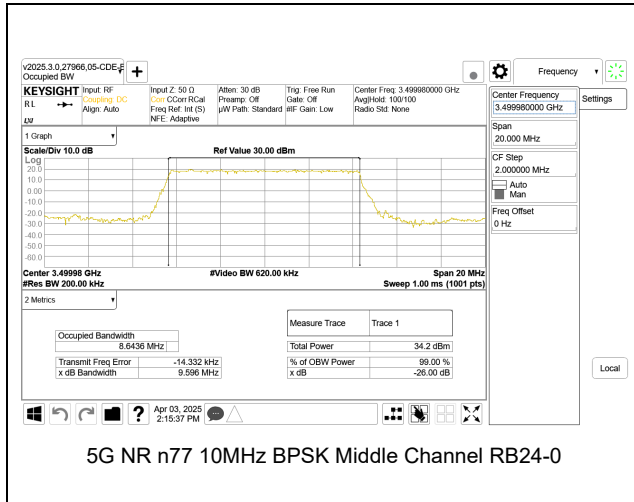 v2025.3.0,27966,05-CDE-E
Occupied BW
KEYSIGHT
RL
Input: RF
Coupling: DC
Align: Auto
Input Z: 50 Ω
Corr CCorr RCal
Freq Ref: Int (S)
NFE: Adaptive
Atten: 30 dB
Preamp: Off
µW Path: Standard
Trig: Free Run
Gate: Off
#IF Gain: Low
Center Freq: 3.499980000 GHz
Avg|Hold: 100/100
Radio Std: None
1 Graph
Scale/Div 10.0 dB
Ref Value 30.00 dBm
Log
20.0
10.0
0.00
-10.0
-20.0
-30.0
-40.0
-50.0
-60.0
Center 3.49998 GHz
#Video BW 620.00 kHz
Span 20 MHz
#Res BW 200.00 kHz
Sweep 1.00 ms (1001 pts)
2 Metrics
Occupied Bandwidth
8.6436 MHz
Transmit Freq Error -14.332 kHz
x dB Bandwidth 9.596 MHz
Measure Trace Trace 1
Total Power 34.2 dBm
% of OBW Power 99.00 %
x dB -26.00 dB
Apr 03, 2025
2:15:37 PM
Frequency
Center Frequency
3.499980000 GHz
Settings
Span
20.000 MHz
CF Step
2.000000 MHz
Auto
Man
Freq Offset
0 Hz
Local
5G NR n77 10MHz BPSK Middle Channel RB24-0